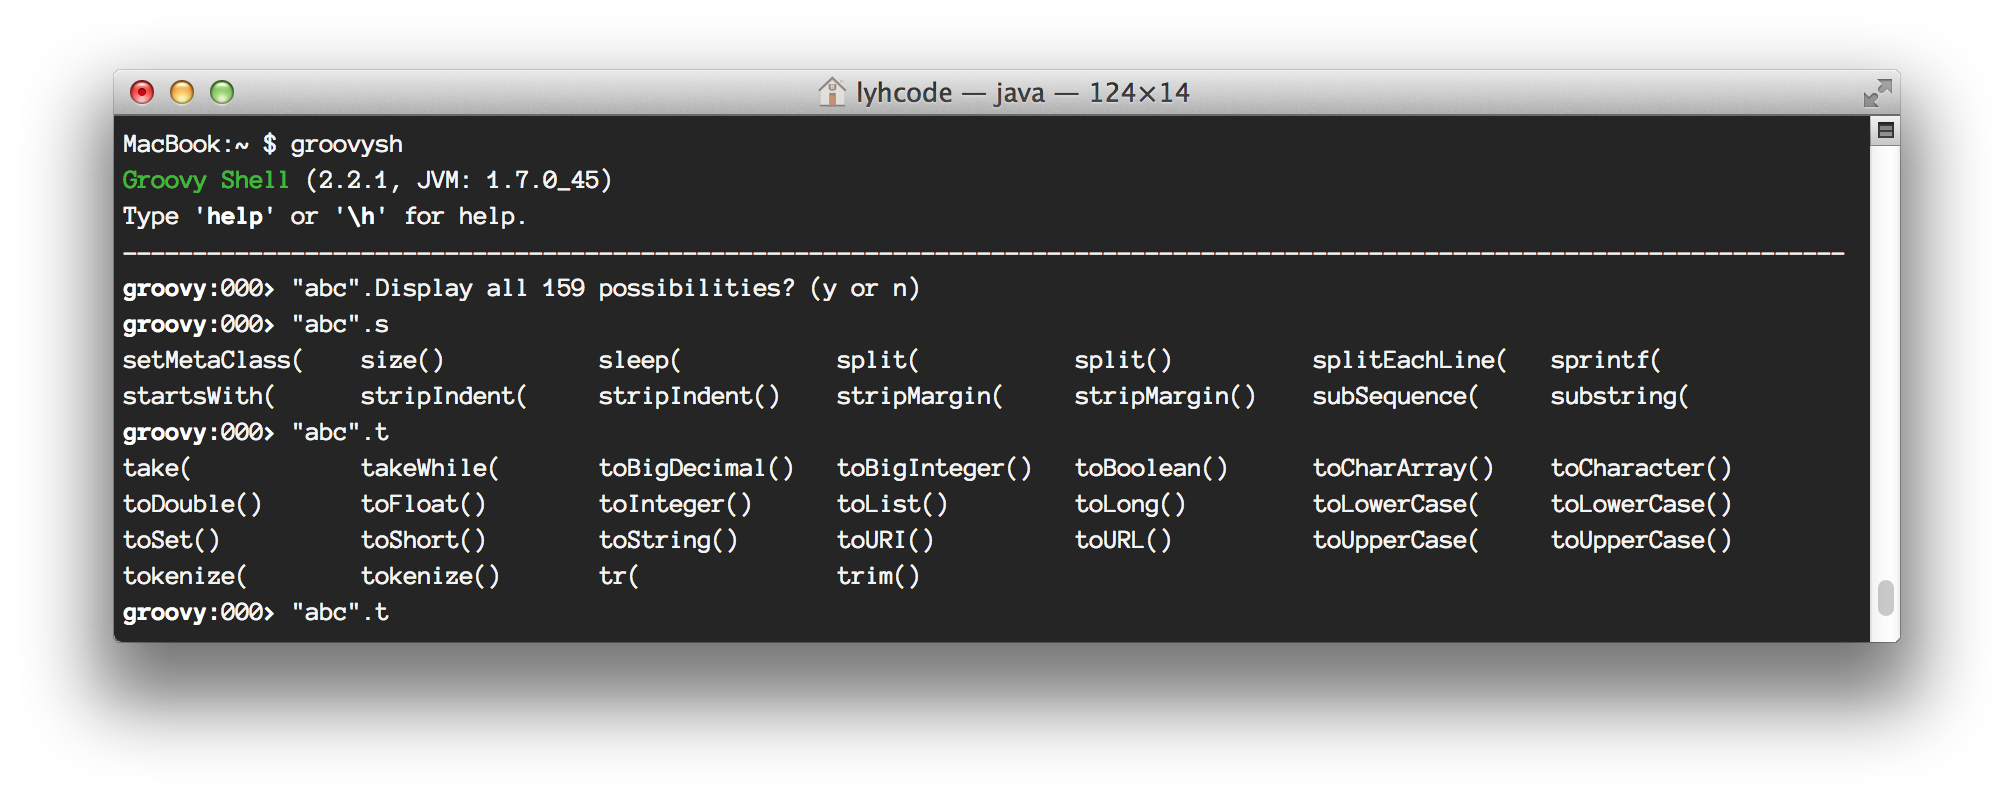 lyhcode — java — 124×14
MacBook:~ $ groovysh
Groovy Shell (2.2.1, JVM: 1.7.0_45)
Type 'help' or '\h' for help.
----------------------------------------------------------------------------------------------------------------------------
groovy:000> "abc".Display all 159 possibilities? (y or n)
groovy:000> "abc".s
setMetaClass(    size()           sleep(           split(           split()          splitEachLine(   sprintf(
startsWith(      stripIndent(     stripIndent()    stripMargin(     stripMargin()    subSequence(     substring(
groovy:000> "abc".t
take(            takeWhile(       toBigDecimal()   toBigInteger()   toBoolean()      toCharArray()    toCharacter()
toDouble()       toFloat()        toInteger()      toList()         toLong()         toLowerCase(     toLowerCase()
toSet()          toShort()        toString()       toURI()          toURL()          toUpperCase(     toUpperCase()
tokenize(        tokenize()       tr(              trim()
groovy:000> "abc".t